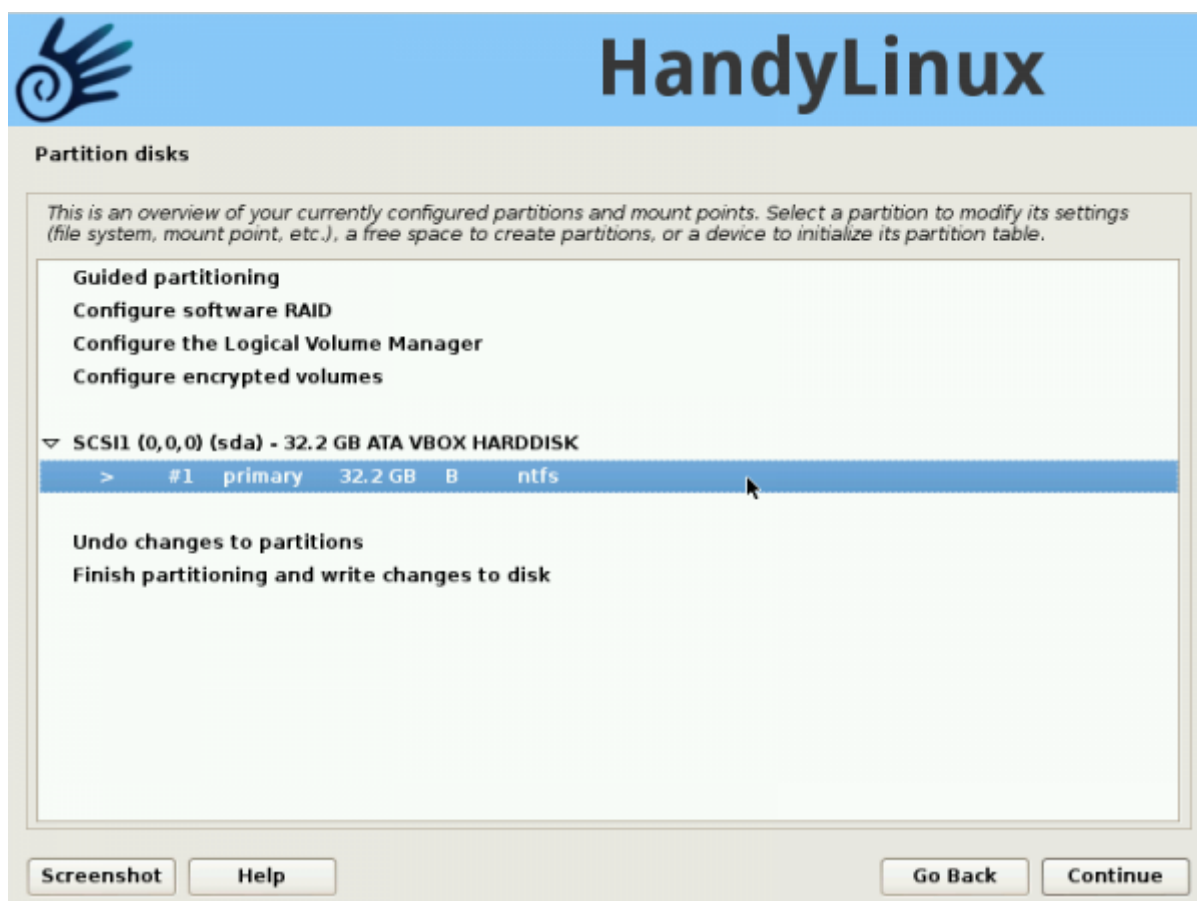 HandyLinux
Partition disks
This is an overview of your currently configured partitions and mount points. Select a partition to modify its settings
(file system, mount point, etc.), a free space to create partitions, or a device to initialize its partition table.
Guided partitioning
Configure software RAID
Configure the Logical Volume Manager
Configure encrypted volumes
SCSI1 (0,0,0) (sda) - 32.2 GB ATA VBOX HARDDISK
> #1 primary 32.2 GB B ntfs
Undo changes to partitions
Finish partitioning and write changes to disk
Screenshot Help Go Back Continue